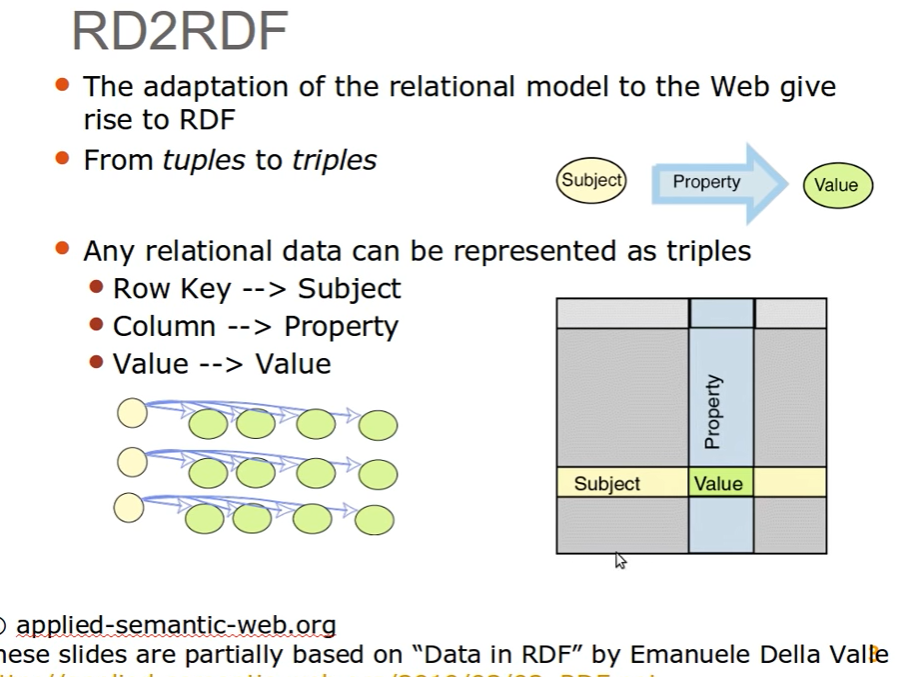 RD2RDF
The adaptation of the relational model to the Web give
rise to RDF
From tuples to triples
Subject
Property
Value
Any relational data can be represented as triples
Row Key --> Subject
Column --> Property
Value --> Value
Property
Subject
Value
applied-semantic-web.org
hese slides are partially based on “Data in RDF” by Emanuele Della Valle